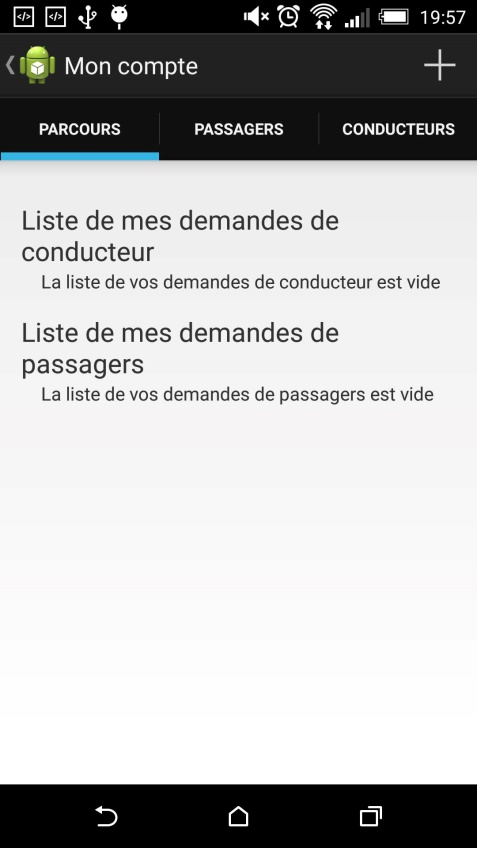 19:57
Mon compte
PARCOURS PASSAGERS CONDUCTEURS
Liste de mes demandes de
conducteur
La liste de vos demandes de conducteur est vide
Liste de mes demandes de
passagers
La liste de vos demandes de passagers est vide